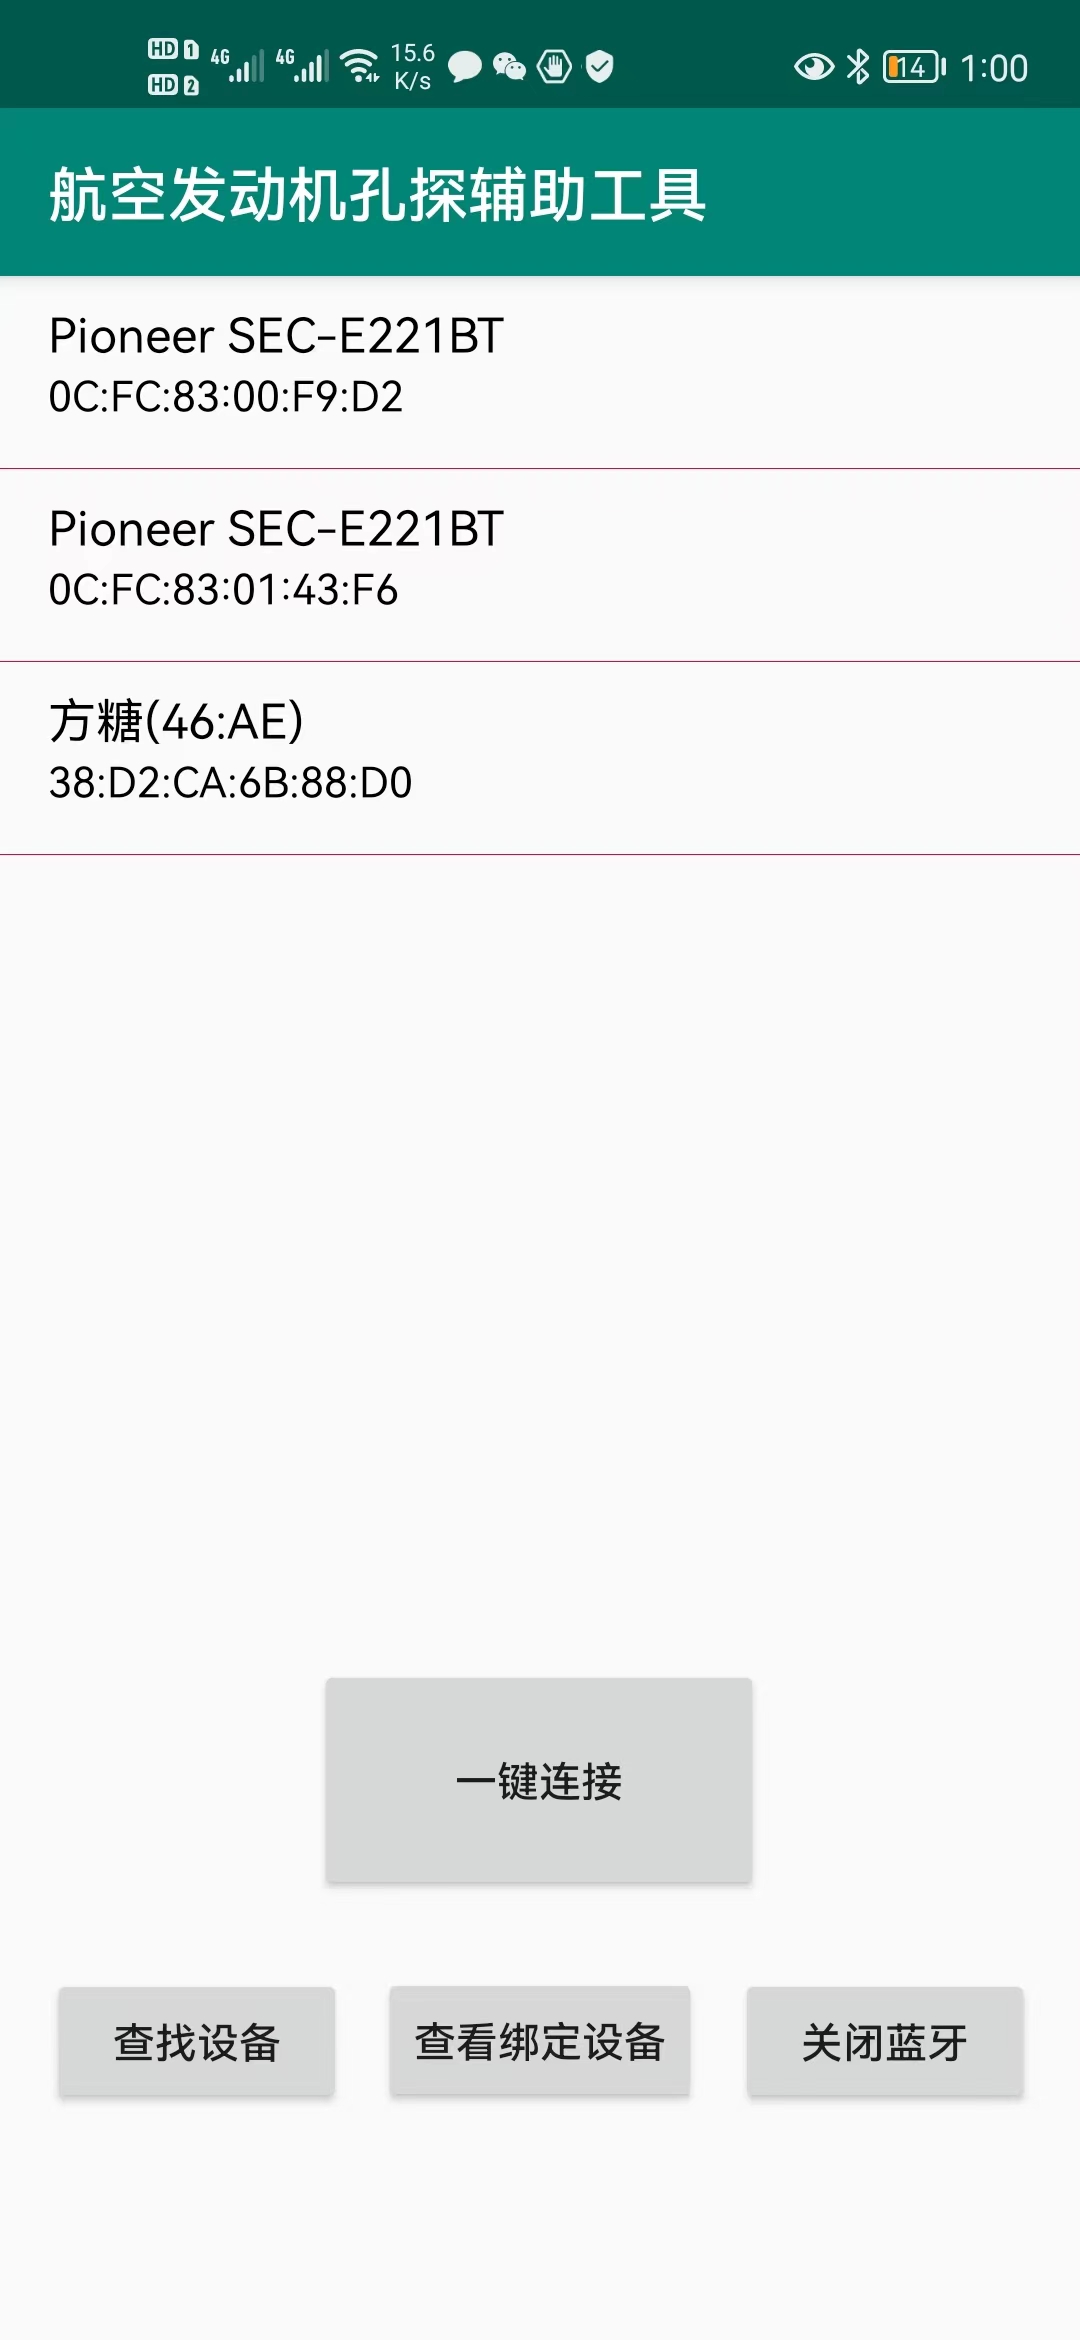 HD 1 4G 4G 15.6 14 1:00
HD 2 K/s
航空发动机孔探辅助工具
Pioneer SEC-E221BT
0C:FC:83:00:F9:D2
Pioneer SEC-E221BT
0C:FC:83:01:43:F6
方糖(46:AE)
38:D2:CA:6B:88:D0
一键连接
查找设备 查看绑定设备 关闭蓝牙